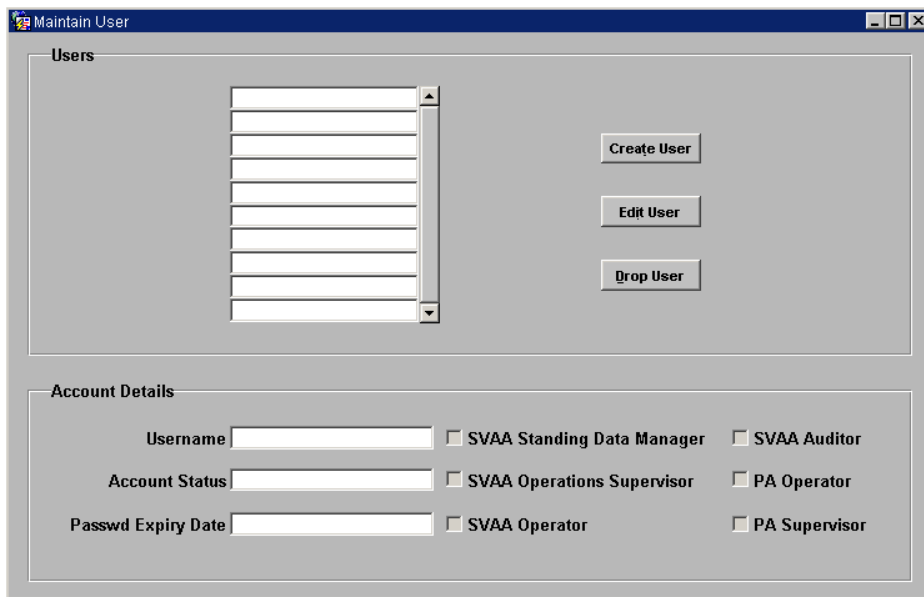 Maintain User
Users
Create User
Edit User
Drop User
Account Details
Username
SVAA Standing Data Manager
SVAA Auditor
Account Status
SVAA Operations Supervisor
PA Operator
Passwd Expiry Date
SVAA Operator
PA Supervisor